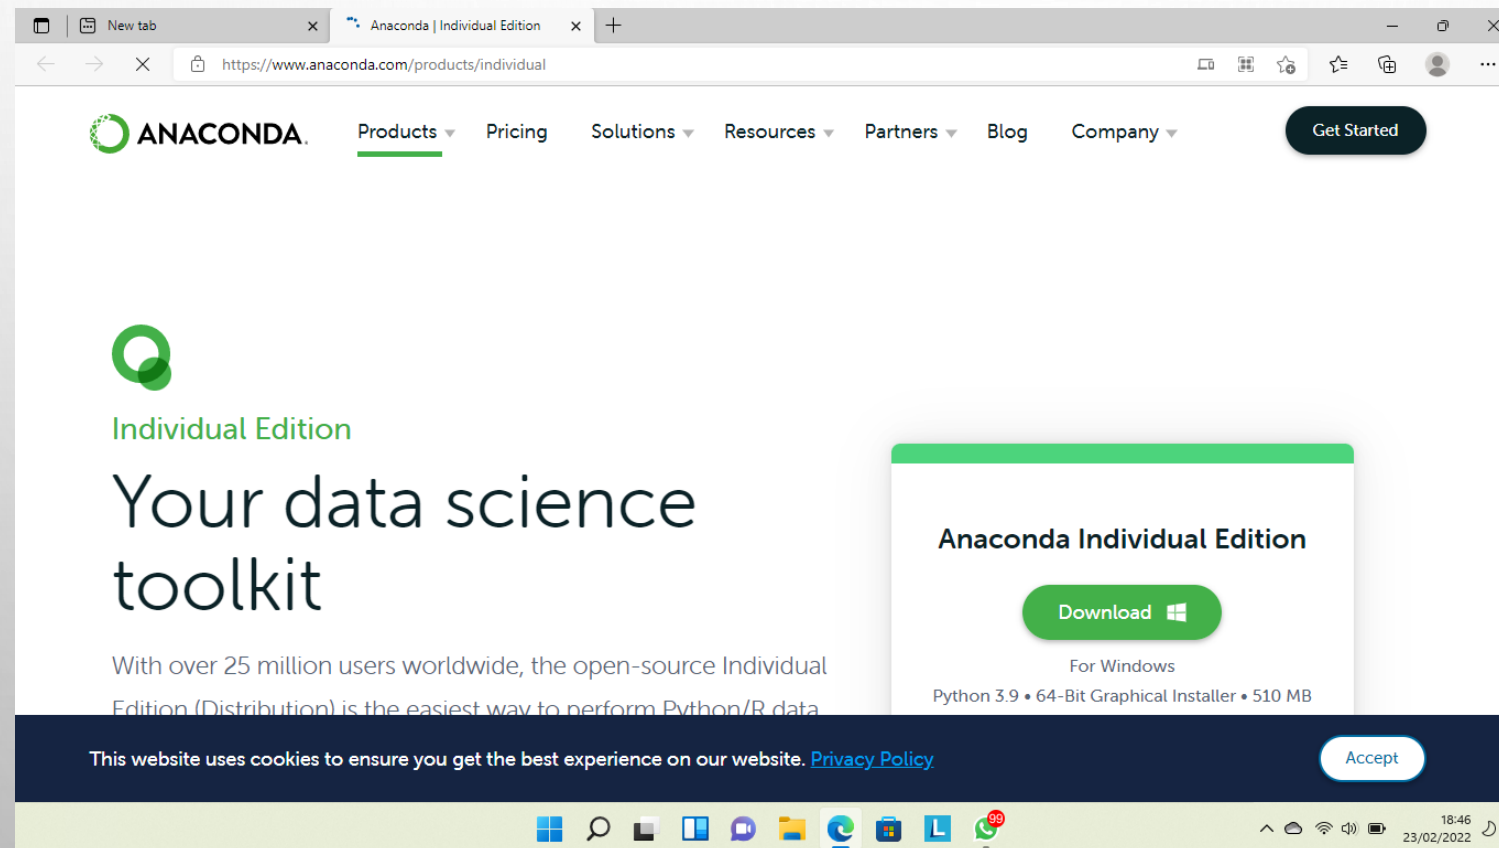 New tab
Anaconda | Individual Edition
https://www.anaconda.com/products/individual
ANACONDA.
Products
Pricing
Solutions
Resources
Partners
Blog
Company
Get Started
Individual Edition
Your data science
toolkit
With over 25 million users worldwide, the open-source Individual
Edition (Distribution) is the easiest way to perform Python/R data
Anaconda Individual Edition
Download
For Windows
Python 3.9 • 64-Bit Graphical Installer • 510 MB
This website uses cookies to ensure you get the best experience on our website. Privacy Policy
Accept
L
99
18:46
23/02/2022